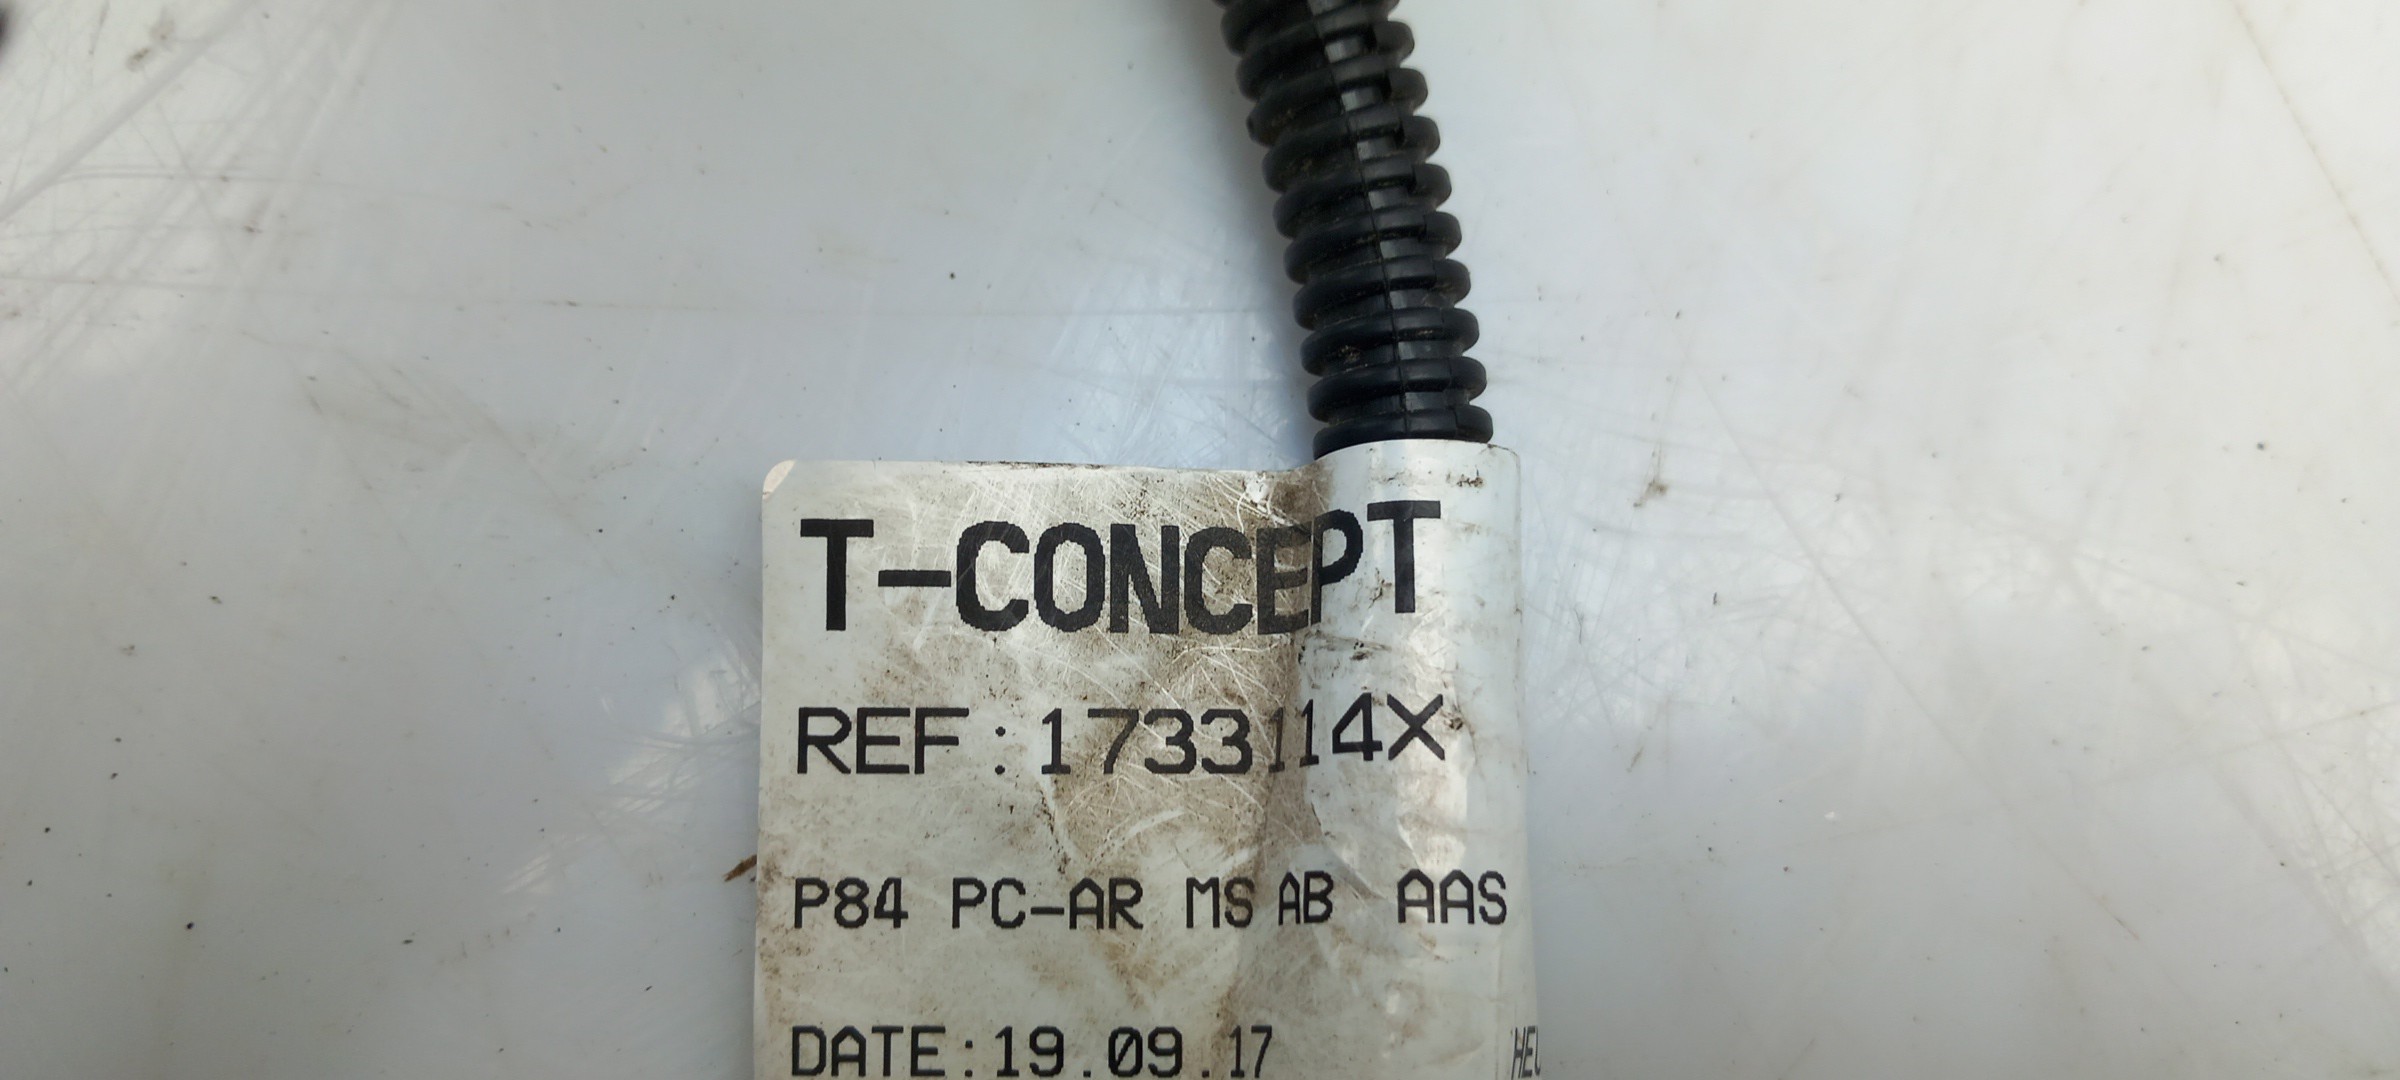 T-CONCEPT
REF:1733114X
P84 PC-AR MS AB AAS
DATE:19.09.17